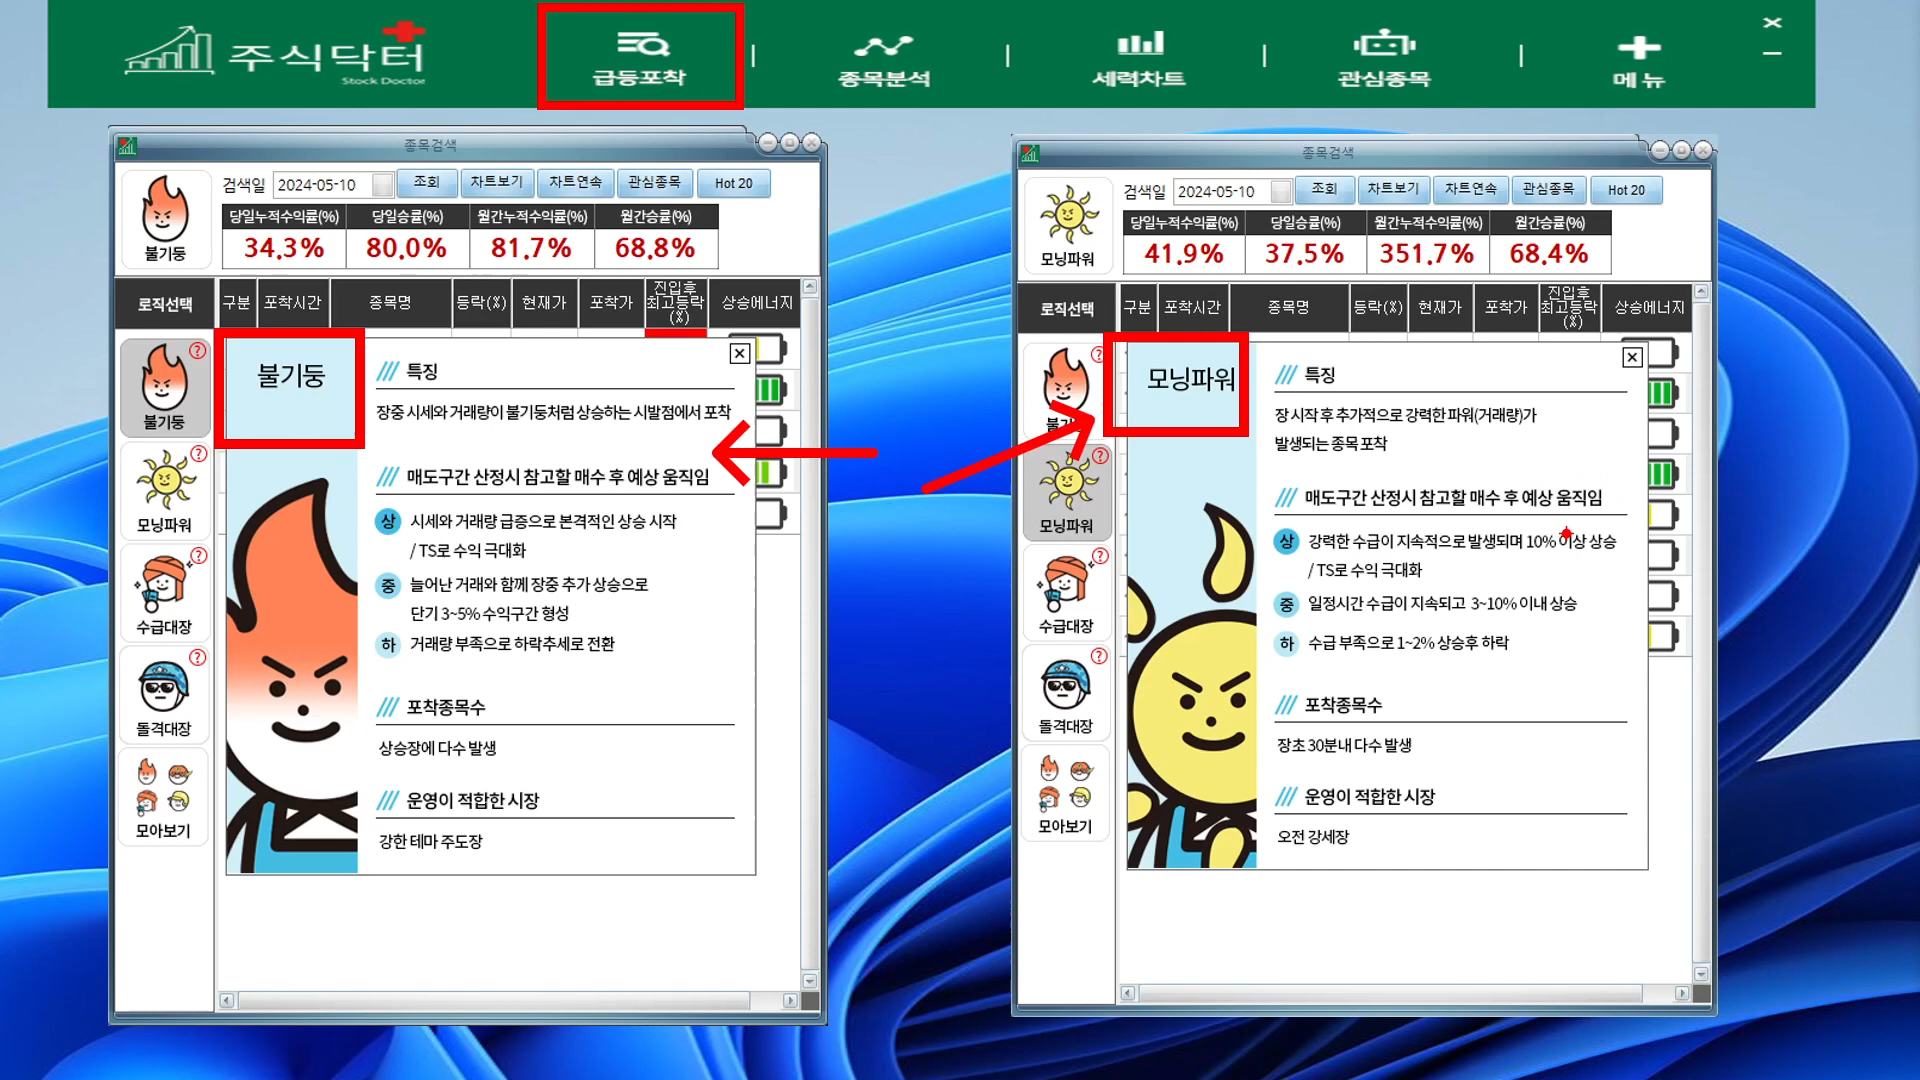 주식닥터
Stock Doctor
급등포착
종목분석
세력차트
관심종목
메뉴
종목검색
불기둥
검색일 2024-05-10 조회 차트보기 차트연속 관심종목 Hot 20
당일누적수익률(%) 당일승률(%) 월간누적수익률(%) 월간승률(%)
34.3% 80.0% 81.7% 68.8%
로직선택 구분 포착시간 종목명 등락(%) 현재가 포착가 진입후 최고등락 (%) 상승에너지
불기둥
모닝파워
수급대장
돌격대장
모아보기
불기둥
특징
장중 시세와 거래량이 불기둥처럼 상승하는 시발점에서 포착
매도구간 산정시 참고할 매수 후 예상 움직임
상 시세와 거래량 급증으로 본격적인 상승 시작
/ TS로 수익 극대화
중 늘어난 거래와 함께 장중 추가 상승으로
단기 3~5% 수익구간 형성
하 거래량 부족으로 하락추세로 전환
포착종목수
상승장에 다수 발생
운영이 적합한 시장
강한 테마 주도장
종목검색
모닝파워
검색일 2024-05-10 조회 차트보기 차트연속 관심종목 Hot 20
당일누적수익률(%) 당일승률(%) 월간누적수익률(%) 월간승률(%)
41.9% 37.5% 351.7% 68.4%
로직선택 구분 포착시간 종목명 등락(%) 현재가 포착가 진입후 최고등락 (%) 상승에너지
모닝파워
수급대장
돌격대장
모아보기
모닝파워
특징
장 시작 후 추가적으로 강력한 파워(거래량)가
발생되는 종목 포착
매도구간 산정시 참고할 매수 후 예상 움직임
상 강력한 수급이 지속적으로 발생되며 10% 이상 상승
/ TS로 수익 극대화
중 일정시간 수급이 지속되고 3~10% 이내 상승
하 수급 부족으로 1~2% 상승후 하락
포착종목수
장초 30분내 다수 발생
운영이 적합한 시장
오전 강세장